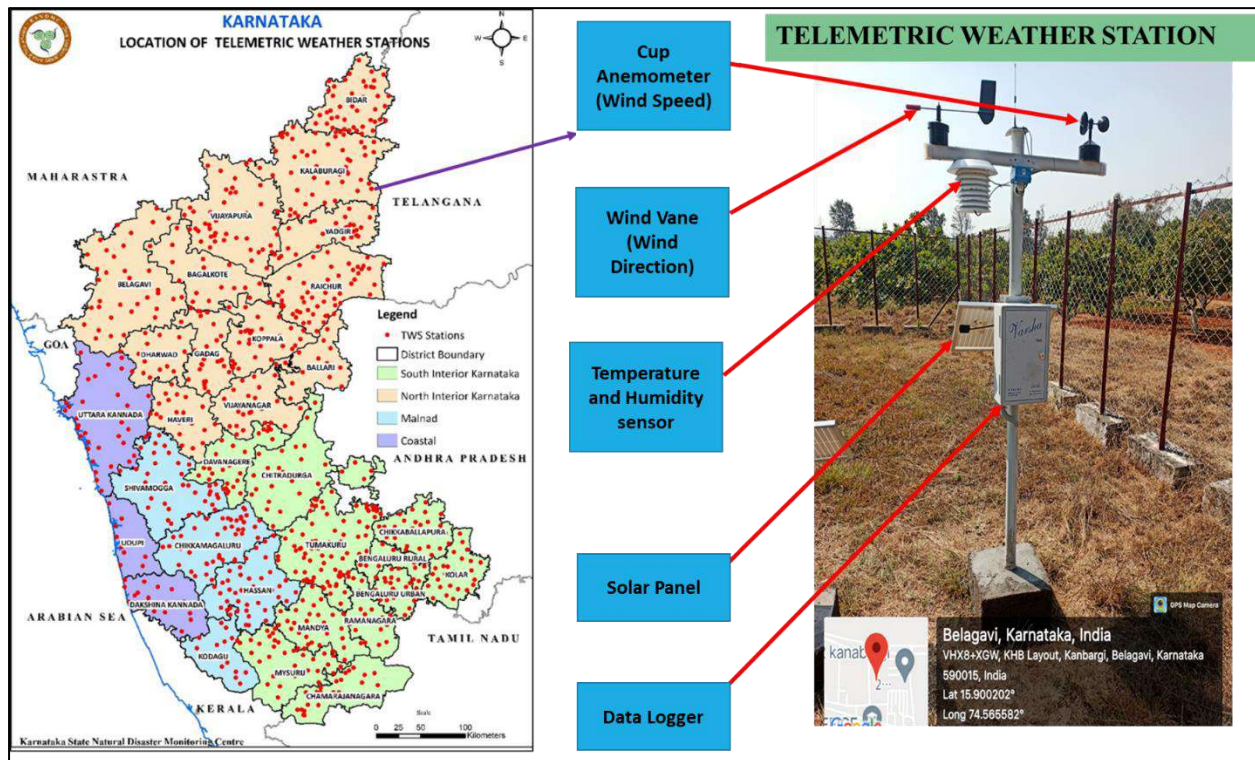 KARNATAKA
LOCATION OF TELEMETRIC WEATHER STATIONS
N
W
E
S
BIDAR
KALABURAGI
MAHARASTRA
TELANGANA
VIJAYAPURA
YADGIR
BAGALKOTE
BELAGAVI
RAICHUR
Legend
TWS Stations
District Boundary
South Interior Karnataka
North Interior Karnataka
Malnad
Coastal
GOA
DHARWAD
GADAG
KOPPALA
BALLARI
UTTARA KANNADA
HAVERI
VIJAYANAGAR
DAVANAGERE
ANDHRA PRADESH
CHITRADURGA
SHIVAMOGGA
UDUPI
CHIKKAMAGALURU
TUMAKURU
CHIKKABALLAPURA
BENGALURU RURAL
KOLAR
HASSAN
BENGALURU URBAN
DAKSHINA KANNADA
RAMANAGARA
ARABIAN SEA
MANDYA
TAMIL NADU
KODAGU
MYSURU
CHAMARAJANAGARA
KERALA
Scale
0 25 50 100
Kilometers
Karnataka State Natural Disaster Monitoring Centre
Cup
Anemometer
(Wind Speed)
Wind Vane
(Wind
Direction)
Temperature
and Humidity
sensor
Solar Panel
Data Logger
TELEMETRIC WEATHER STATION
Varsha
GPS Map Camera
kanab
2
Google
Belagavi, Karnataka, India
VHX8+XGW, KHB Layout, Kanbargi, Belagavi, Karnataka
590015, India
Lat 15.900202°
Long 74.565582°